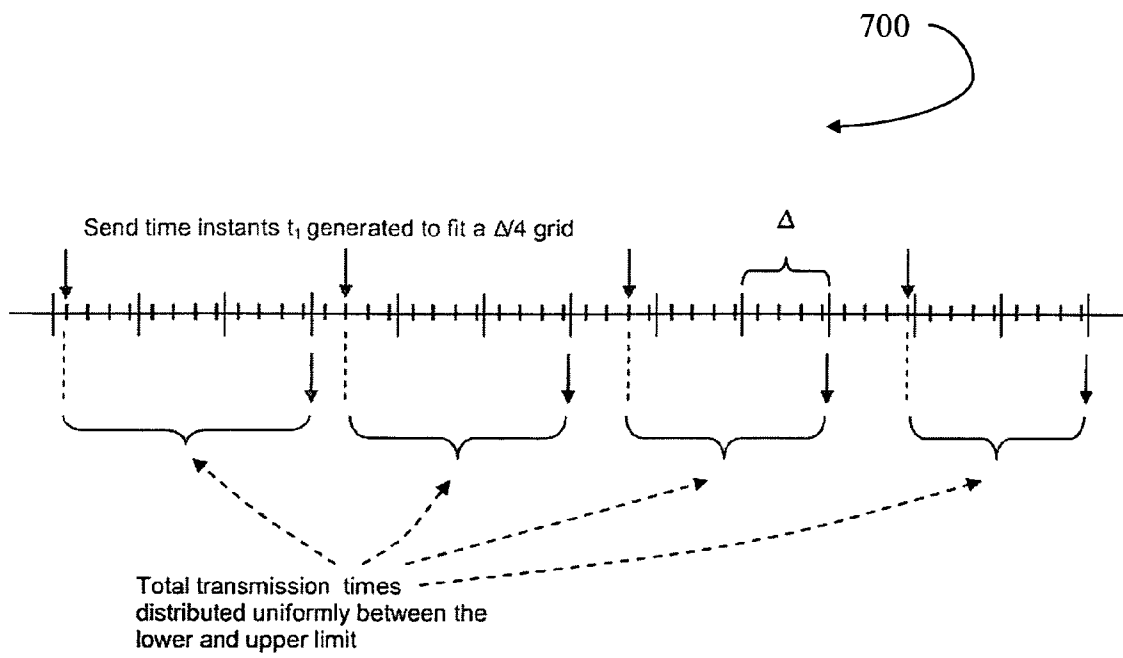 700
Send time instants t₁ generated to fit a Δ/4 grid
Δ
Total transmission times
distributed uniformly between the
lower and upper limit